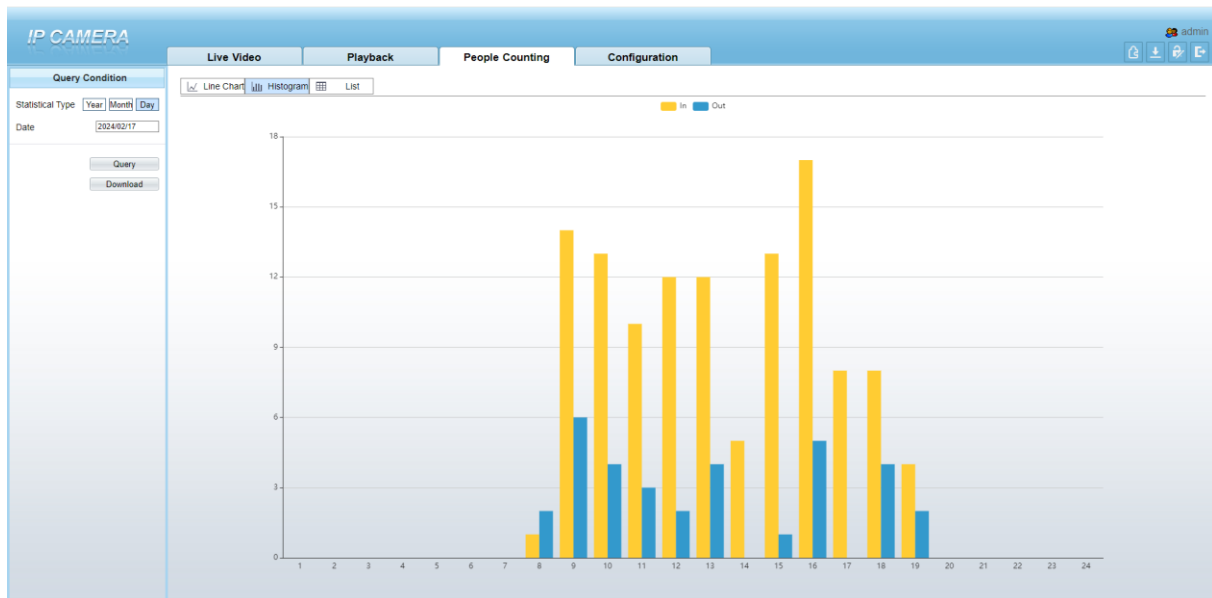 IP CAMERA
admin
Live Video Playback People Counting Configuration
Query Condition
Statistical Type Year Month Day
Date 2024/02/17
Query
Download
Line Chart Histogram List
In Out
18
15
12
9
6
3
0
1 2 3 4 5 6 7 8 9 10 11 12 13 14 15 16 17 18 19 20 21 22 23 24